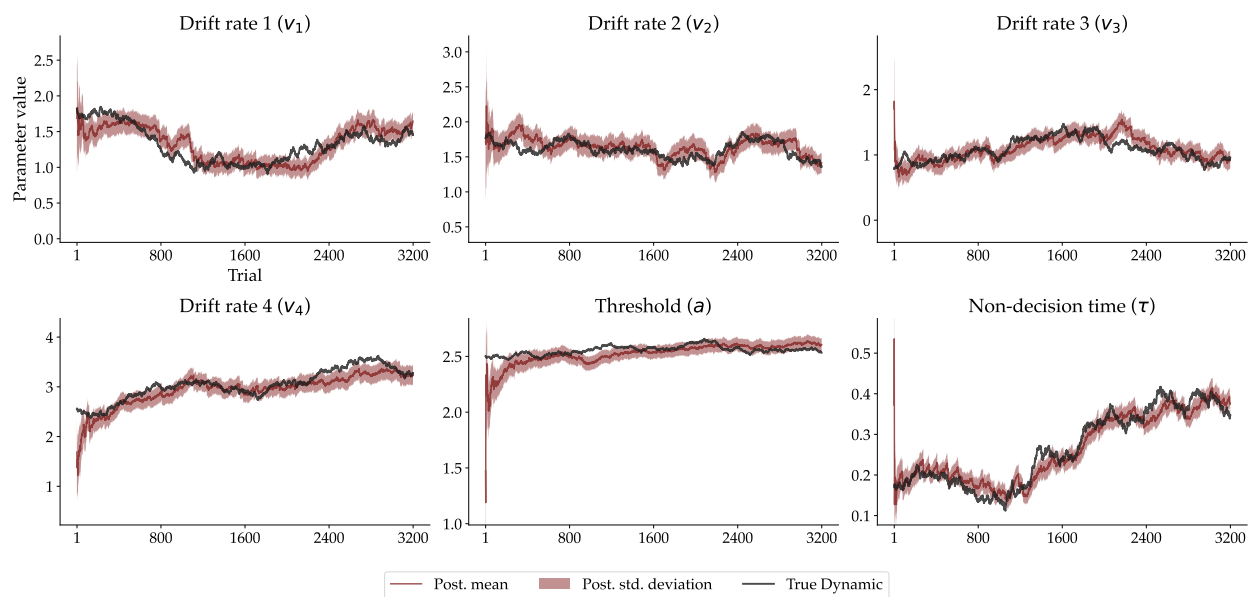 Drift rate 1 (v₁)
Drift rate 2 (v₂)
Drift rate 3 (v₃)
Parameter value
2.5
2.0
1.5
1.0
0.5
0.0
1 800 1600 2400 3200
Trial
3.0
2.5
2.0
1.5
1.0
0.5
1 800 1600 2400 3200
2
1
0
1 800 1600 2400 3200
Drift rate 4 (v₄)
Threshold (a)
Non-decision time (τ)
4
3
2
1
1 800 1600 2400 3200
2.5
2.0
1.5
1.0
1 800 1600 2400 3200
0.5
0.4
0.3
0.2
0.1
1 800 1600 2400 3200
Post. mean
Post. std. deviation
True Dynamic